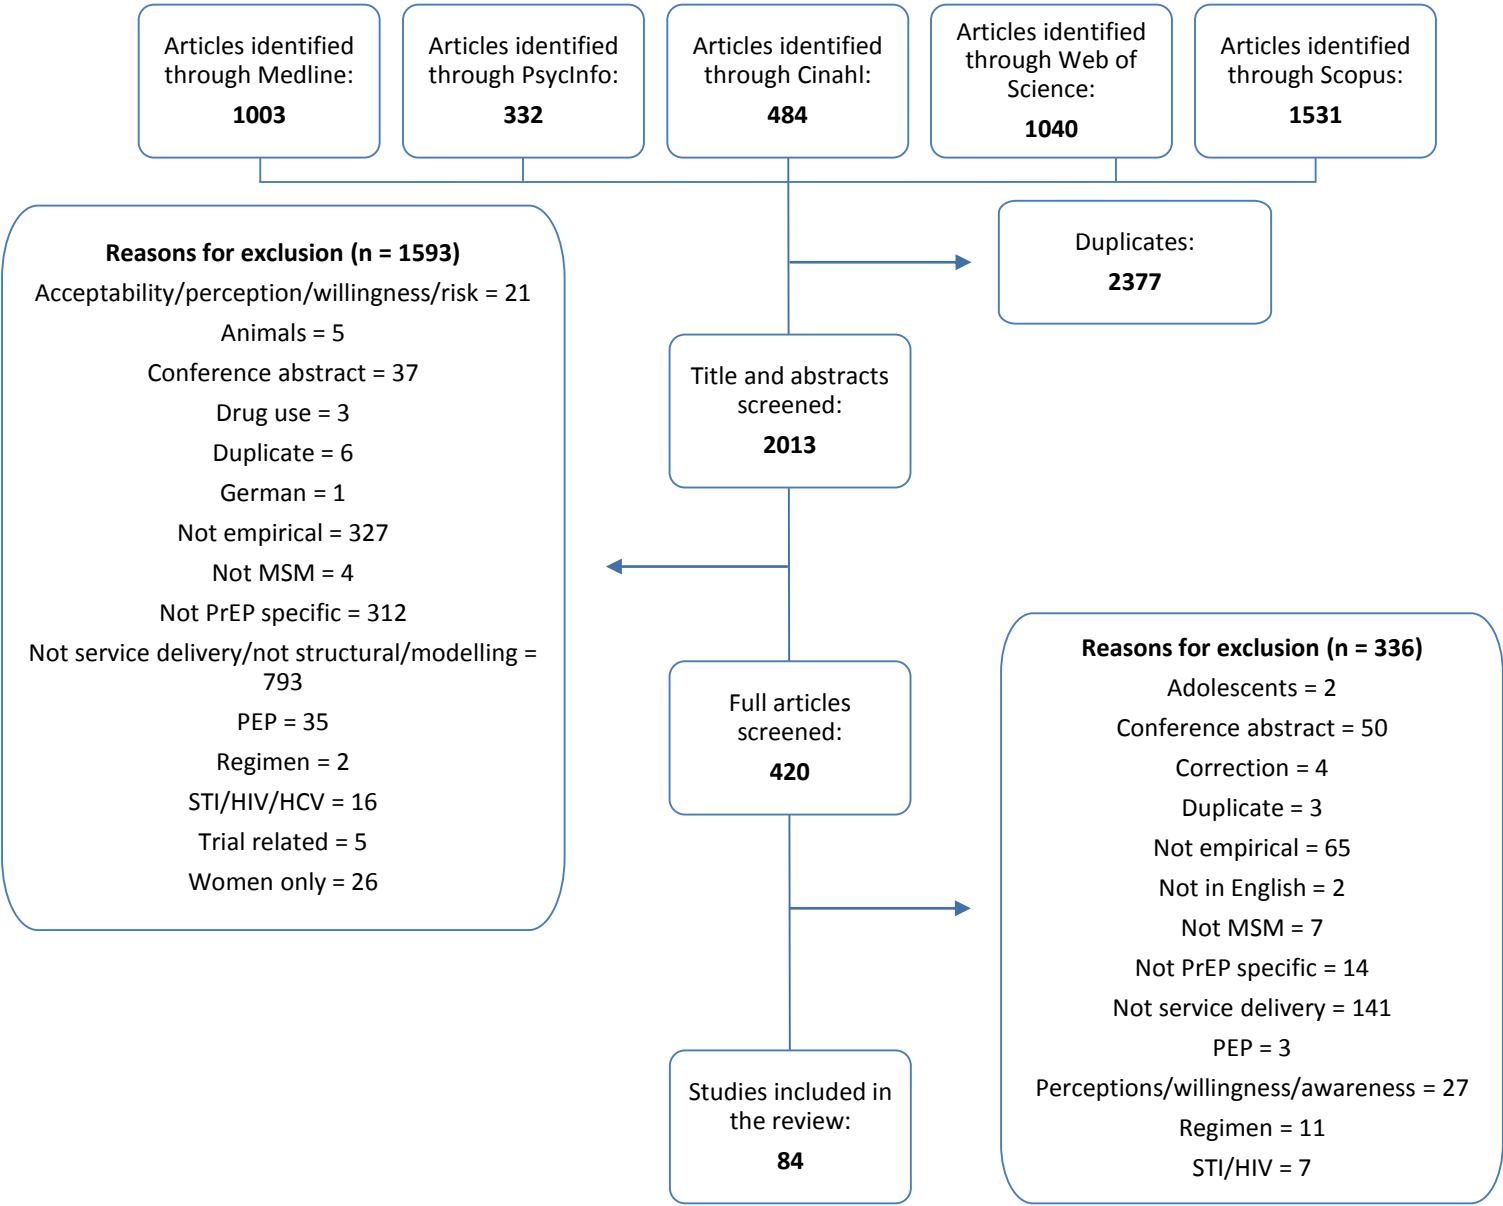 Articles identified
through Medline:
1003
Articles identified
through PsycInfo:
332
Articles identified
through Cinahl:
484
Articles identified
through Web of
Science:
1040
Articles identified
through Scopus:
1531
Duplicates:
2377
Reasons for exclusion (n = 1593)
Acceptability/perception/willingness/risk = 21
Animals = 5
Conference abstract = 37
Drug use = 3
Duplicate = 6
German = 1
Not empirical = 327
Not MSM = 4
Not PrEP specific = 312
Not service delivery/not structural/modelling =
793
PEP = 35
Regimen = 2
STI/HIV/HCV = 16
Trial related = 5
Women only = 26
Title and abstracts
screened:
2013
Full articles
screened:
420
Reasons for exclusion (n = 336)
Adolescents = 2
Conference abstract = 50
Correction = 4
Duplicate = 3
Not empirical = 65
Not in English = 2
Not MSM = 7
Not PrEP specific = 14
Not service delivery = 141
PEP = 3
Perceptions/willingness/awareness = 27
Regimen = 11
STI/HIV = 7
Studies included in
the review:
84